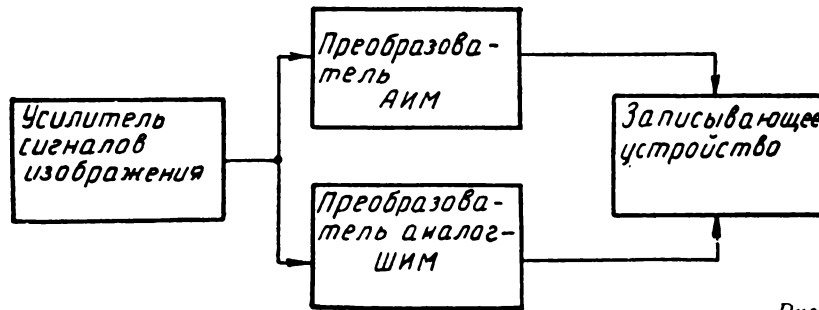 Усилитель
сигналов
изображения
Преобразова-
тель
АИМ
Преобразова-
тель аналог-
ШИМ
Записывающее
устройство